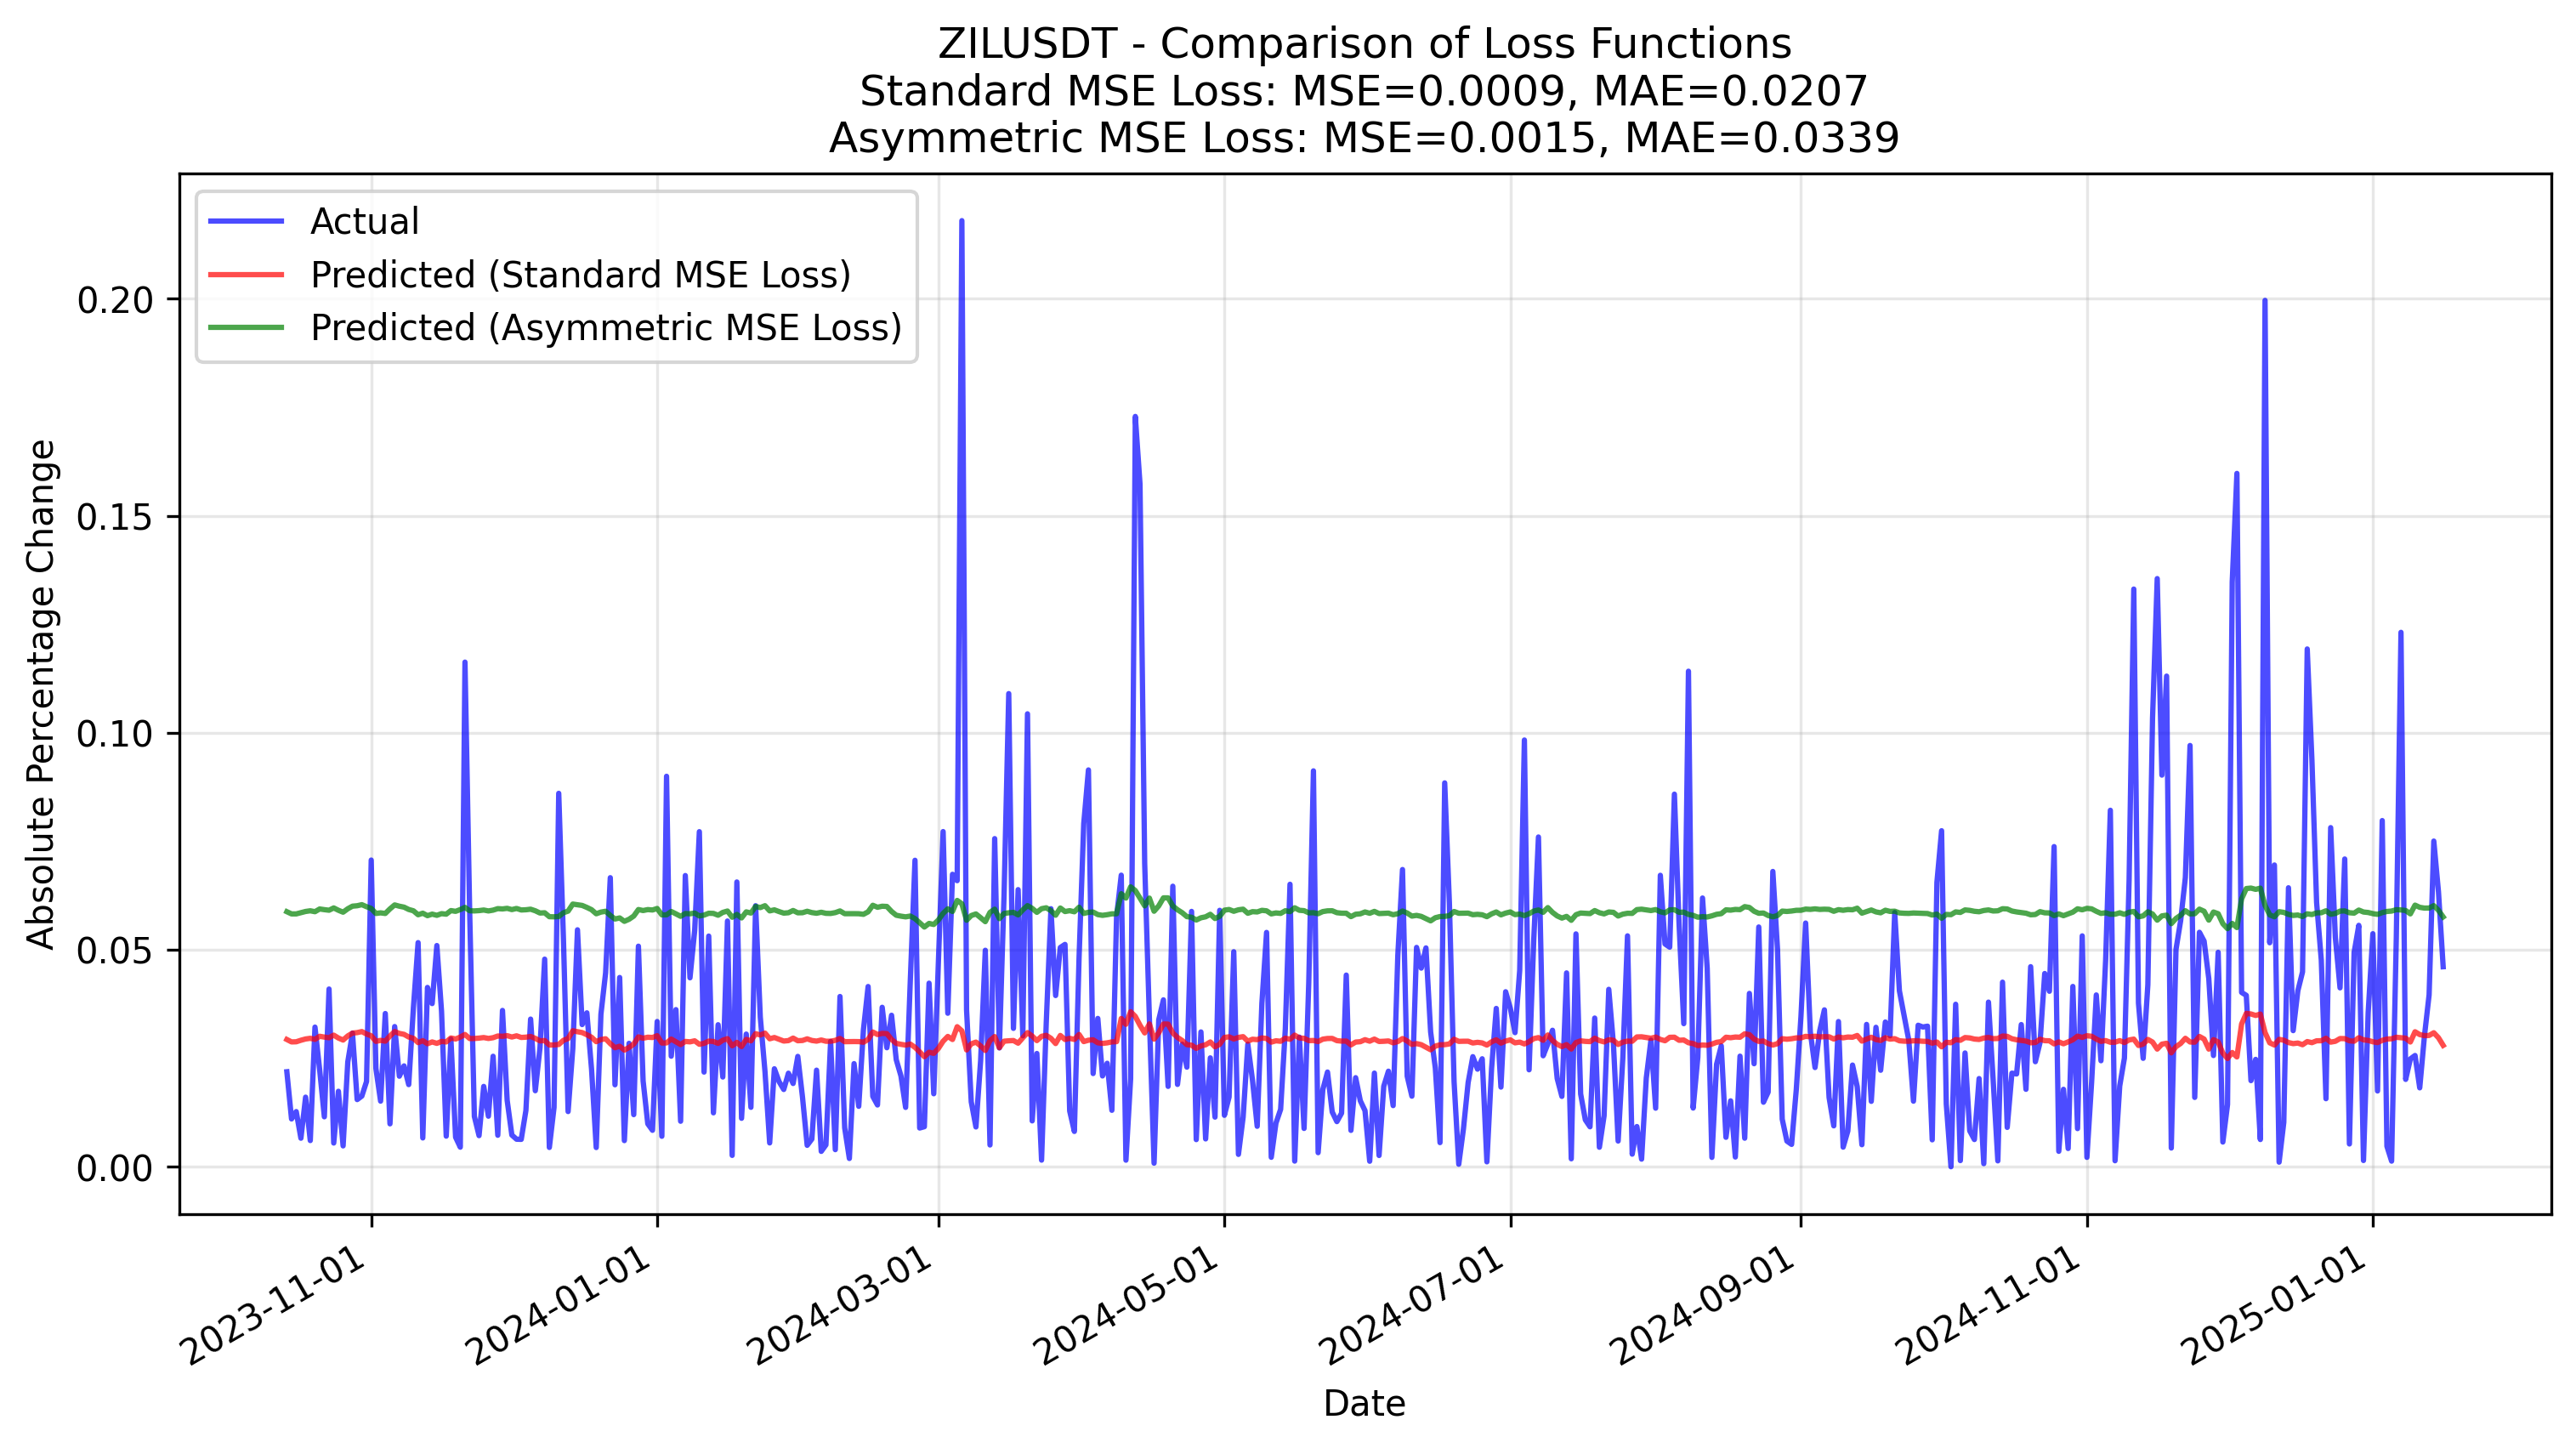 ZILUSDT - Comparison of Loss Functions
Standard MSE Loss: MSE=0.0009, MAE=0.0207
Asymmetric MSE Loss: MSE=0.0015, MAE=0.0339
Actual
Predicted (Standard MSE Loss)
Predicted (Asymmetric MSE Loss)
Absolute Percentage Change
0.20
0.15
0.10
0.05
0.00
2023-11-01
2024-01-01
2024-03-01
2024-05-01
2024-07-01
2024-09-01
2024-11-01
2025-01-01
Date